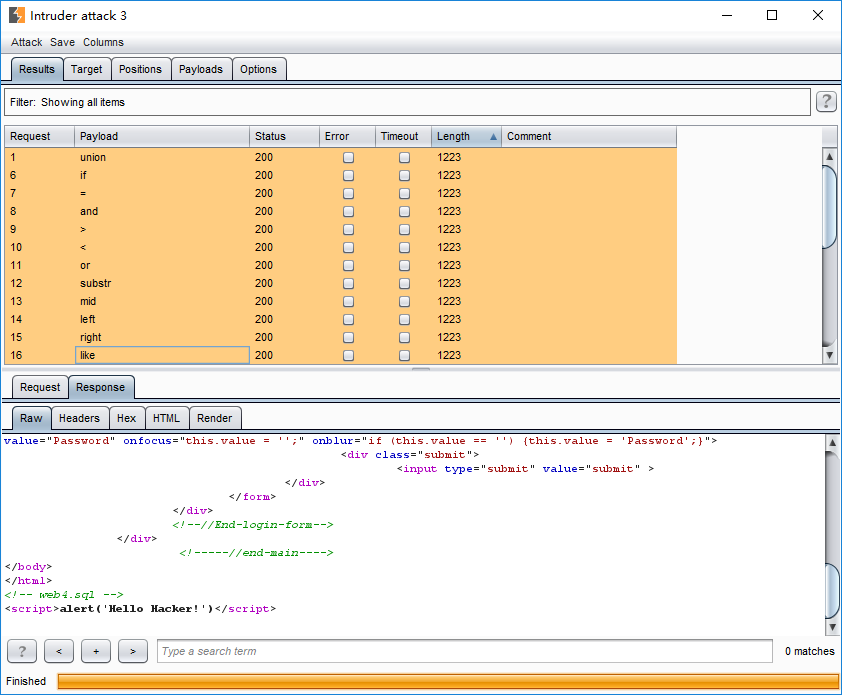 Intruder attack 3
Attack Save Columns
Results Target Positions Payloads Options
Filter: Showing all items ?
Request Payload Status Error Timeout Length Comment
1 union 200 1223
6 if 200 1223
7 = 200 1223
8 and 200 1223
9 > 200 1223
10 < 200 1223
11 or 200 1223
12 substr 200 1223
13 mid 200 1223
14 left 200 1223
15 right 200 1223
16 like 200 1223
Request Response
Raw Headers Hex HTML Render
value="Password" onfocus="this.value = '';" onblur="if (this.value == '') {this.value = 'Password';}">
<div class="submit">
<input type="submit" value="submit" >
</div>
</form>
</div>
<!--//End-login-form-->
</div>
<!-----//end-main---->
</body>
</html>
<!-- web4.sql -->
<script>alert('Hello Hacker!')</script>
? < + > Type a search term 0 matches
Finished